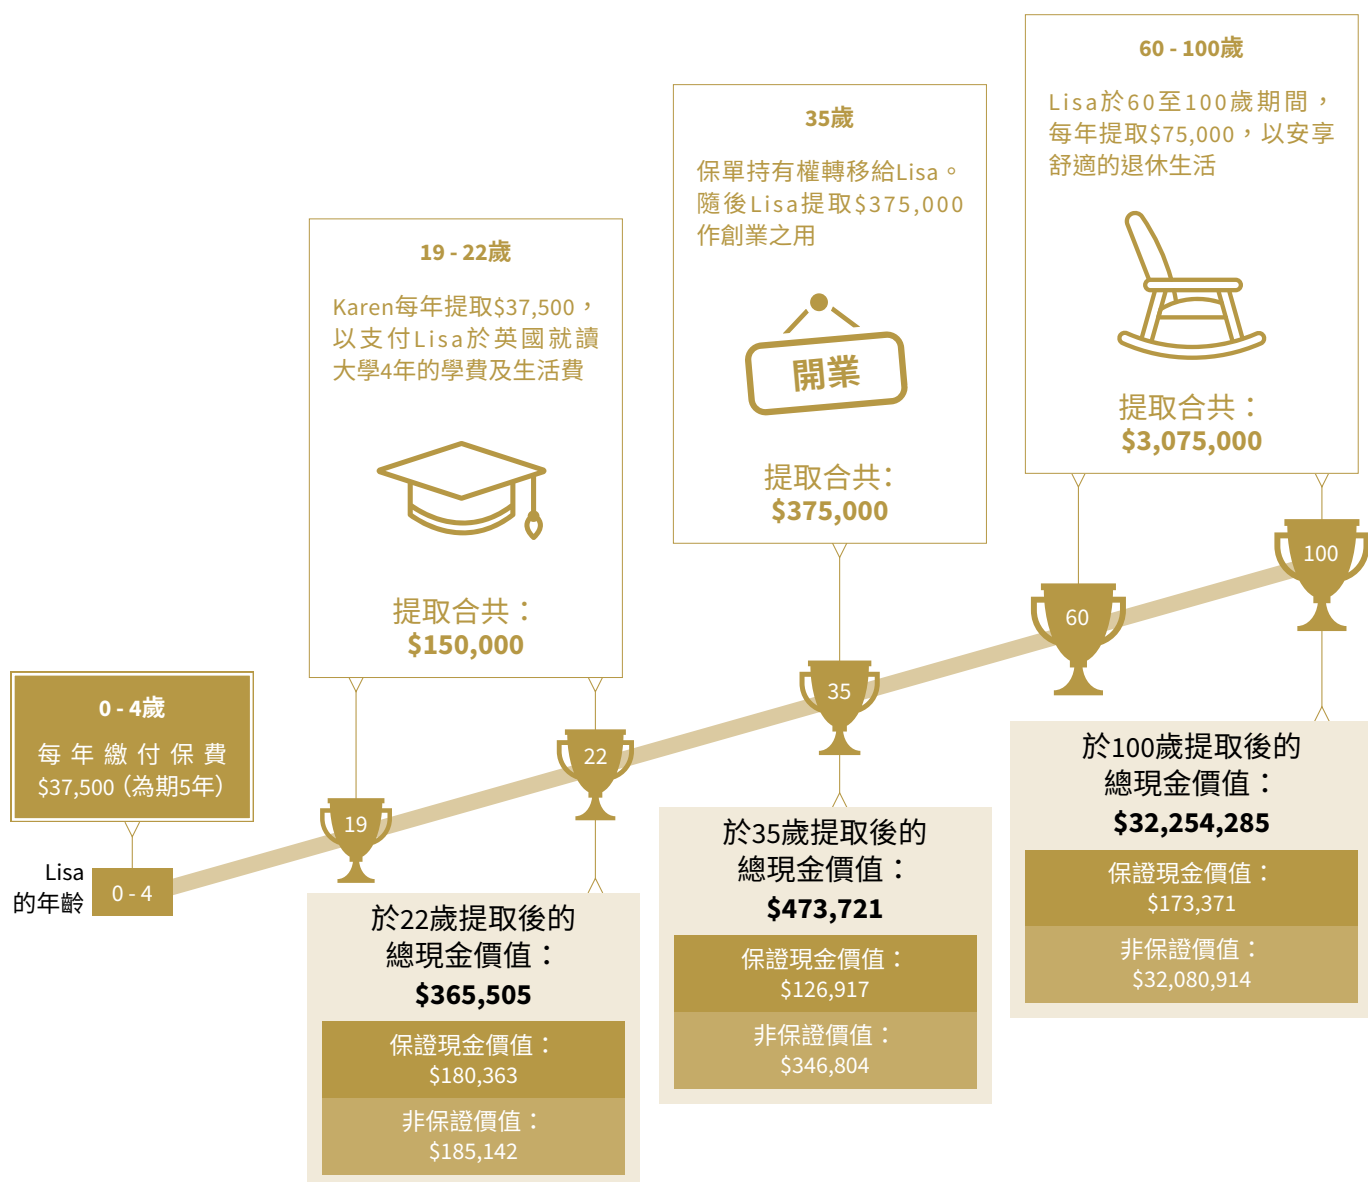 0 - 4歲
每年繳付保費
$37,500（為期5年）
Lisa
的年齡
0 - 4
19 - 22歲
Karen每年提取$37,500，
以支付Lisa於英國就讀
大學4年的學費及生活費
提取合共：
$150,000
19
22
於22歲提取後的
總現金價值：
$365,505
保證現金價值：
$180,363
非保證價值：
$185,142
35歲
保單持有權轉移給Lisa。
隨後Lisa提取$375,000
作創業之用
開業
提取合共：
$375,000
35
於35歲提取後的
總現金價值：
$473,721
保證現金價值：
$126,917
非保證價值：
$346,804
60 - 100歲
Lisa於60至100歲期間，
每年提取$75,000，以安享
舒適的退休生活
提取合共：
$3,075,000
60
100
於100歲提取後的
總現金價值：
$32,254,285
保證現金價值：
$173,371
非保證價值：
$32,080,914